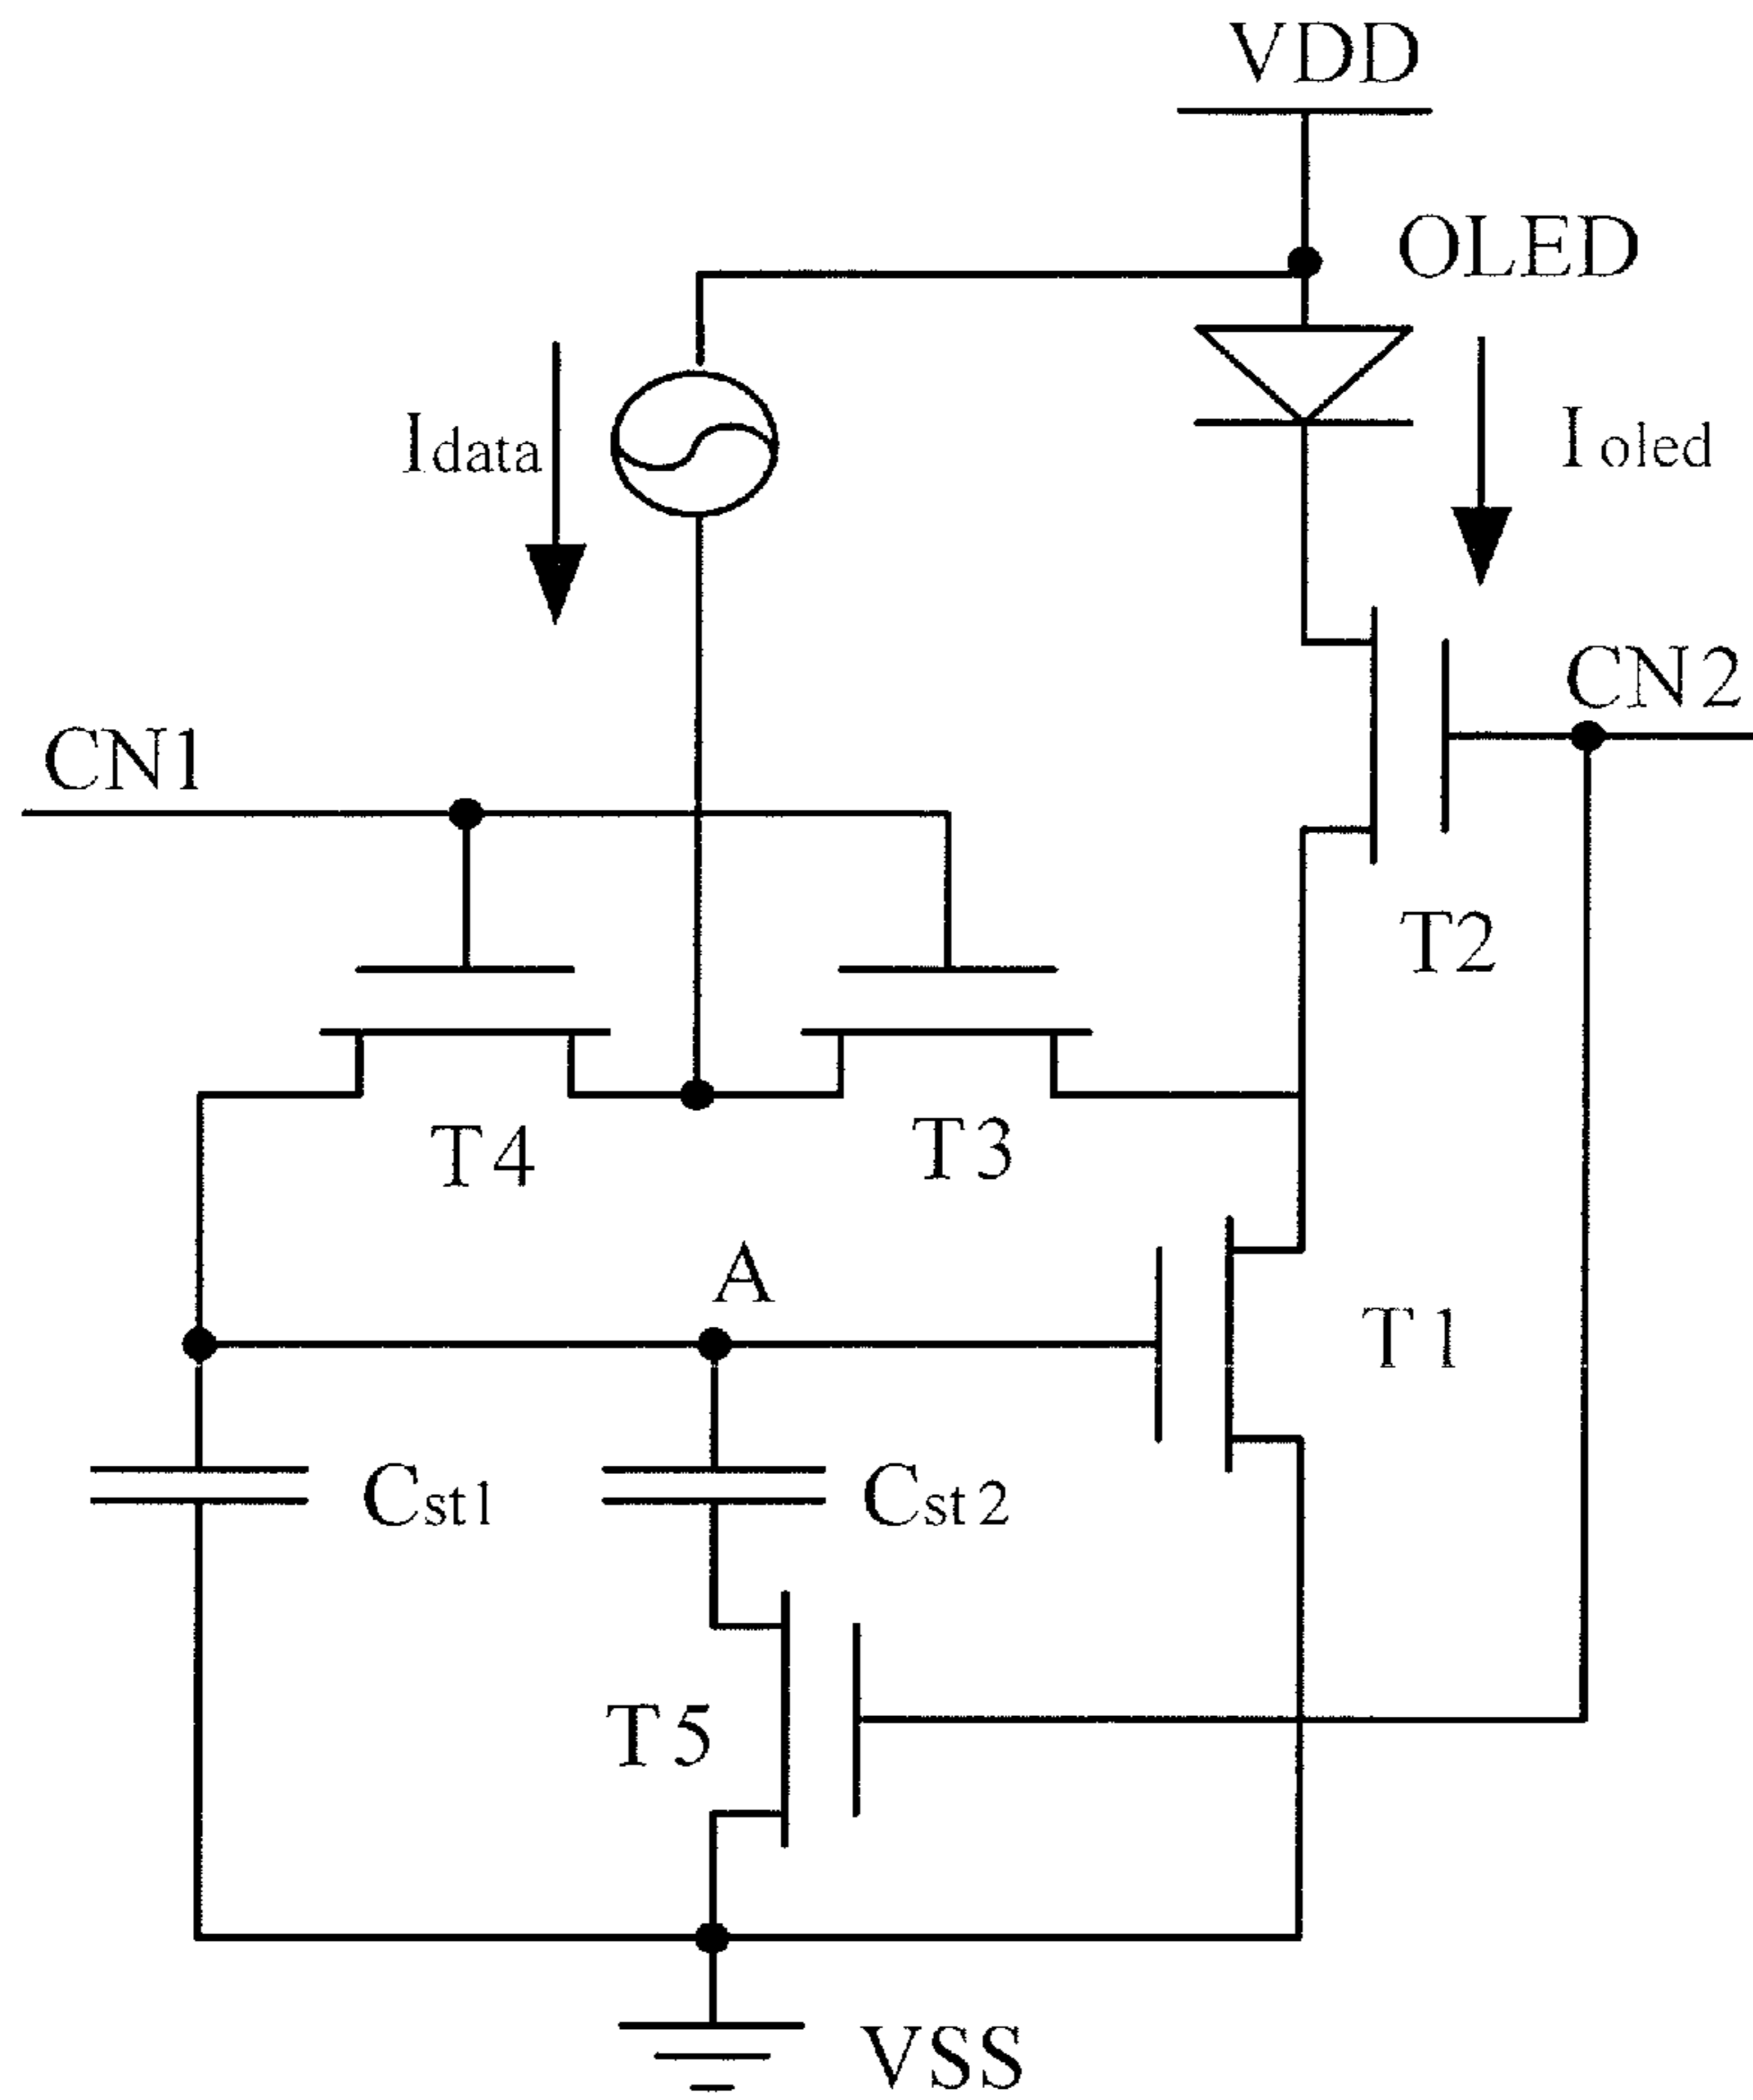 VDD
OLED
Idata
Ioled
CN2
CN1
T2
T4
T3
A
T1
Cst1
Cst2
T5
VSS